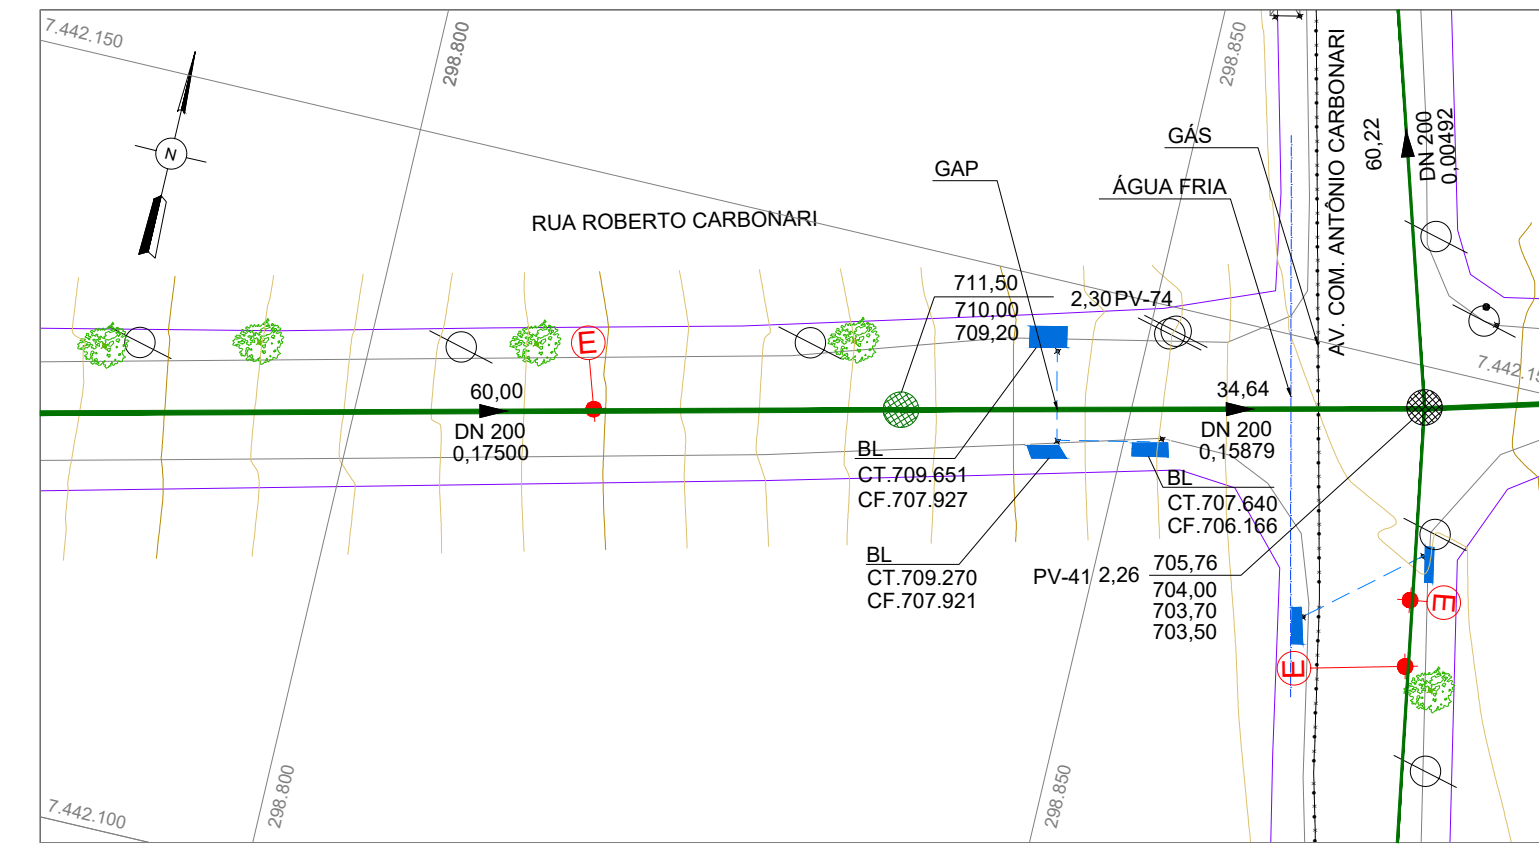 7.442.150
298.800
298.850
N
RUA ROBERTO CARBONARI
GAP
GÁS
ÁGUA FRIA
AV. COM. ANTÔNIO CARBONARI
60,22
DN 200
0,00492
711,50
710,00
709,20
2,30 PV-74
E
60,00
DN 200
0,17500
34,64
DN 200
0,15879
7.442.15
BL
CT.709.651
CF.707.927
BL
CT.707.640
CF.706.166
BL
CT.709.270
CF.707.921
PV-41 2,26
705,76
704,00
703,70
703,50
E
E
7.442.100
298.800
298.850